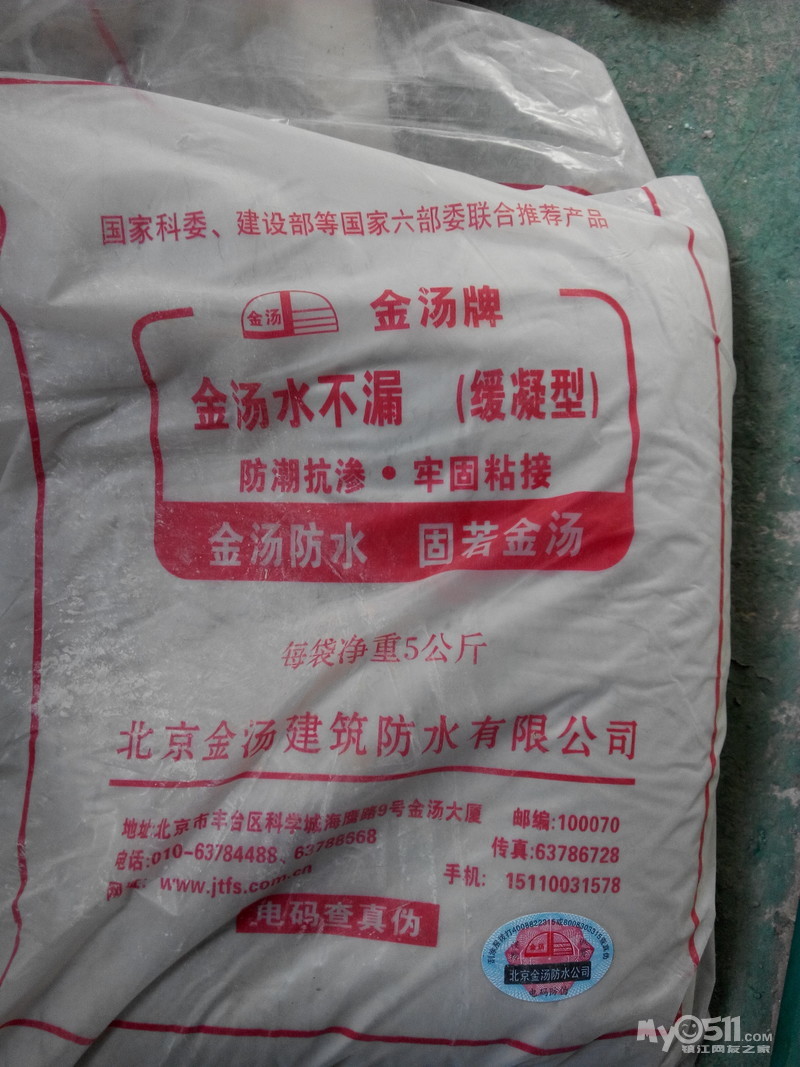 国家科委、建设部等国家六部委联合推荐产品
金汤
金汤牌
金汤水不漏 (缓凝型)
防潮抗渗·牢固粘接
金汤防水 固若金汤
每袋净重5公斤
北京金汤建筑防水有限公司
地址:北京市丰台区科学城海鹰路9号金汤大厦 邮编:100070
电话:010-63784488、63788568 传真:63786728
www.jtfs.com.cn 手机: 15110031578
电码查真伪
金汤
北京金汤防水公司
电码防伪
MyO511.COM
镇江网友之家